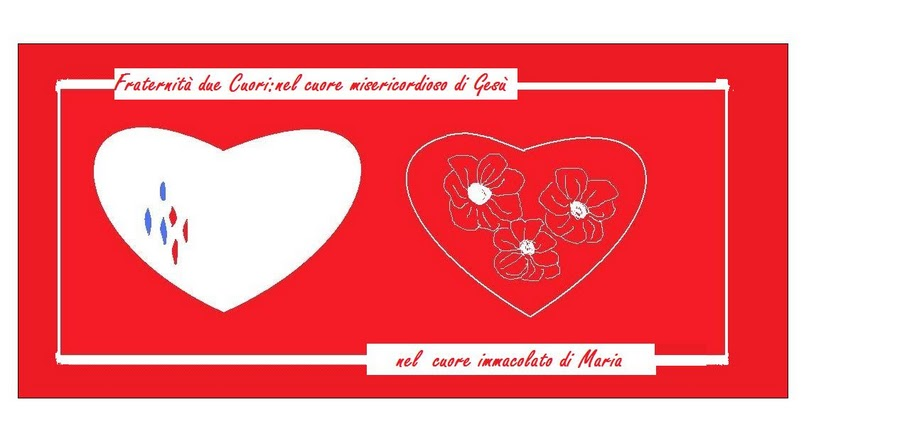 Fraternità due Cuori:nel cuore misericordioso di Gesù
nel cuore immacolato di Maria